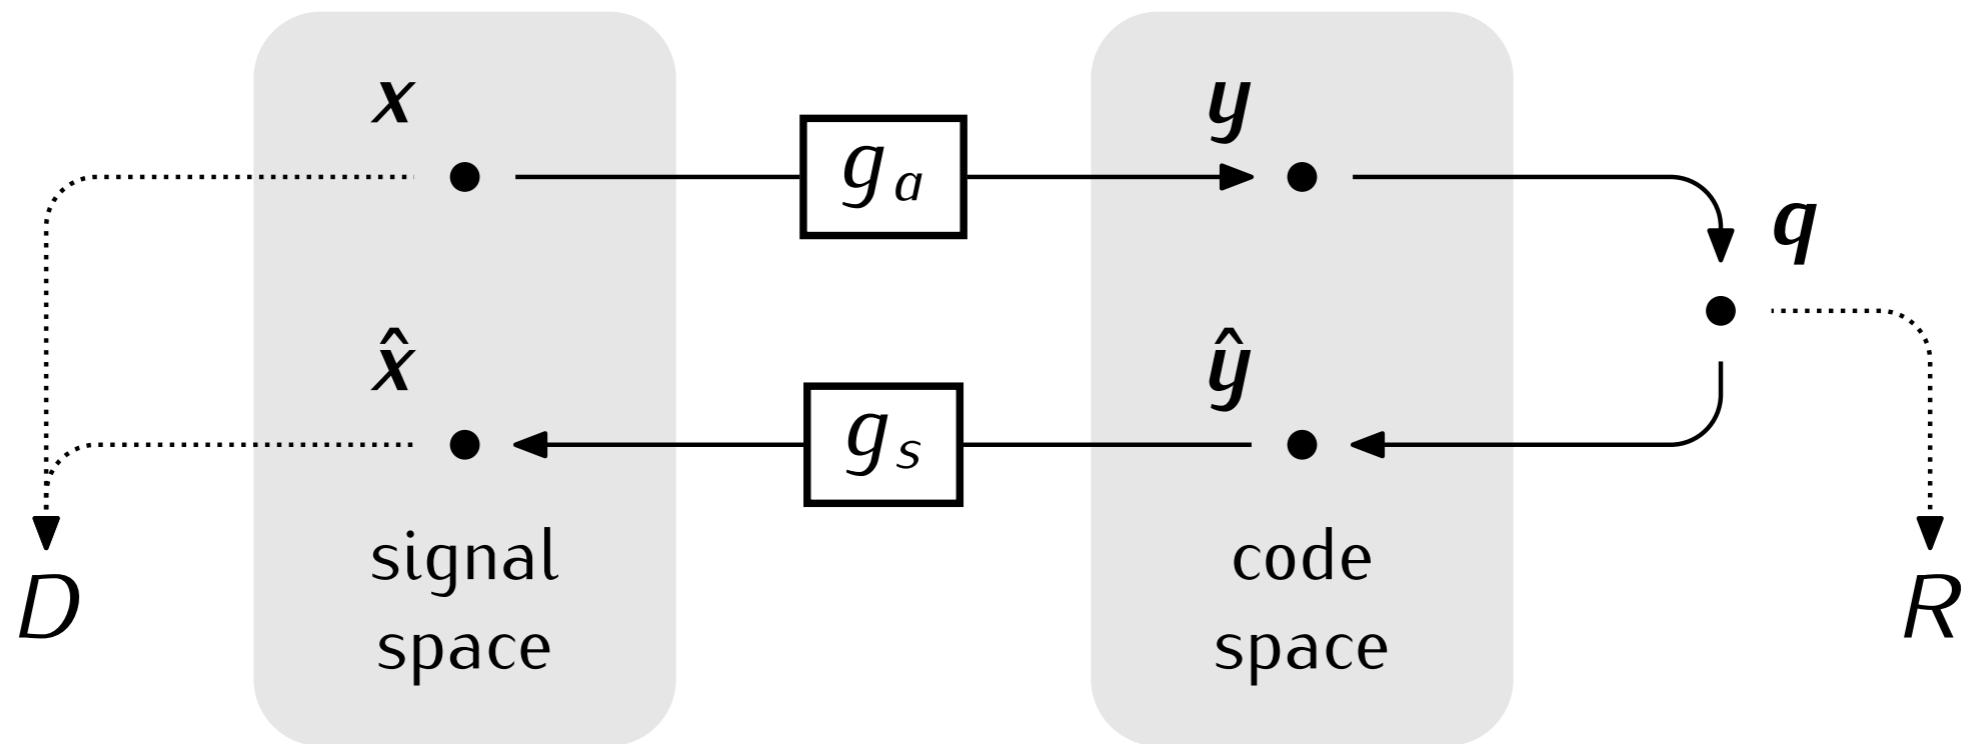 x
y
g_a
q
x̂
ŷ
g_s
signal
space
code
space
D
R